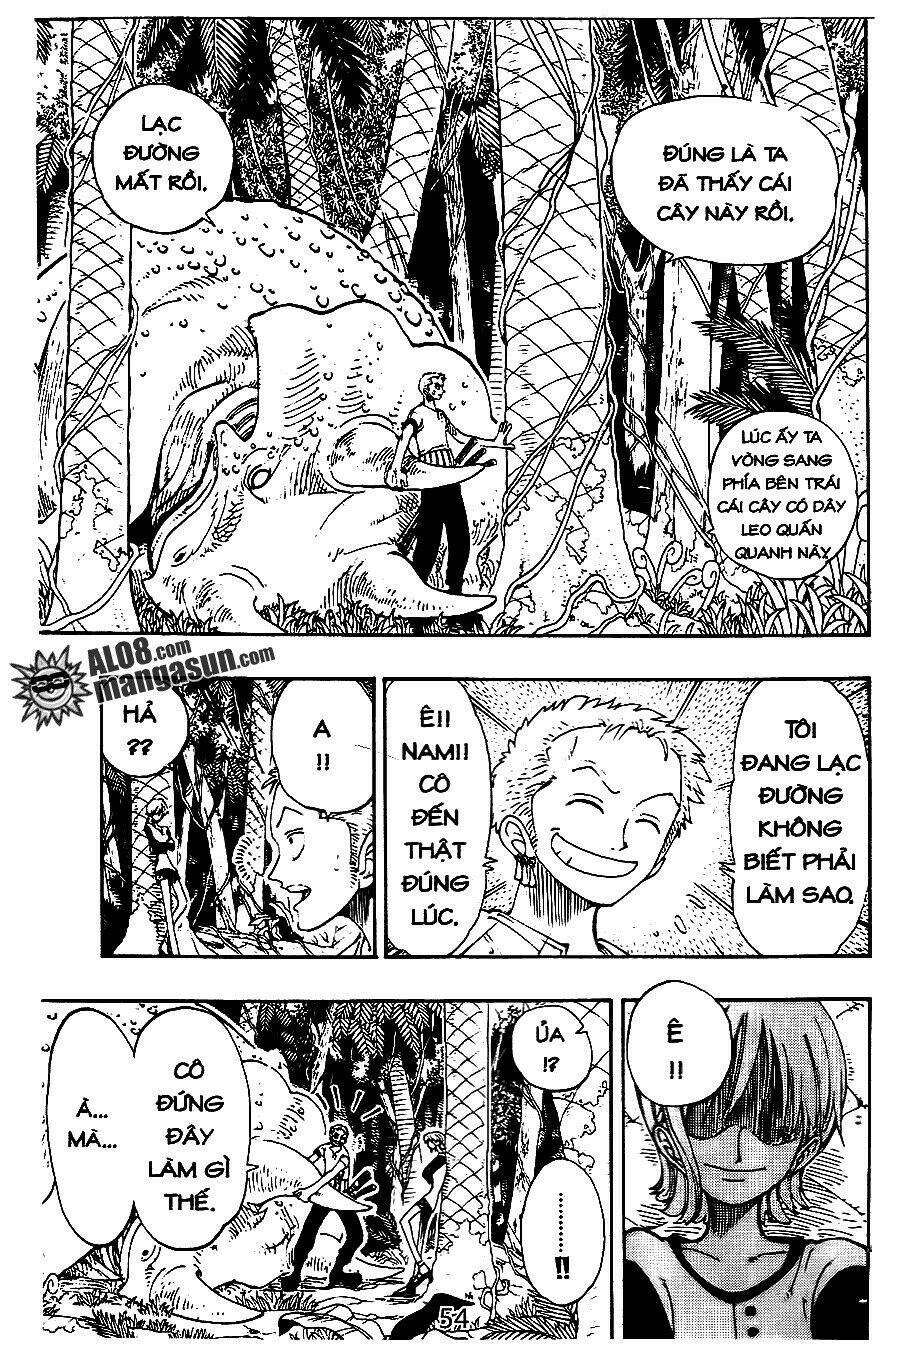 ĐÚNG LÀ TA
ĐÃ THẤY CÁI
CÂY NÀY RỒI.
LẠC
ĐƯỜNG
MẤT RỒI.
LÚC ẤY TA
VÒNG SANG
PHÍA BÊN TRÁI
CÁI CÂY CÓ DÂY
LEO QUẤN
QUANH NÀY.
AL08.com
mangasun.com
HẢ
??
A
!!
Ê!!
NAMI!
CÔ
ĐẾN
THẬT
ĐÚNG
LÚC.
TÔI
ĐANG LẠC
ĐƯỜNG
KHÔNG
BIẾT PHẢI
LÀM SAO.
À...
MÀ...
CÔ
ĐỨNG
ĐÂY
LÀM GÌ
THẾ.
ỦA
!?
..........
!!
Ê
!!
54